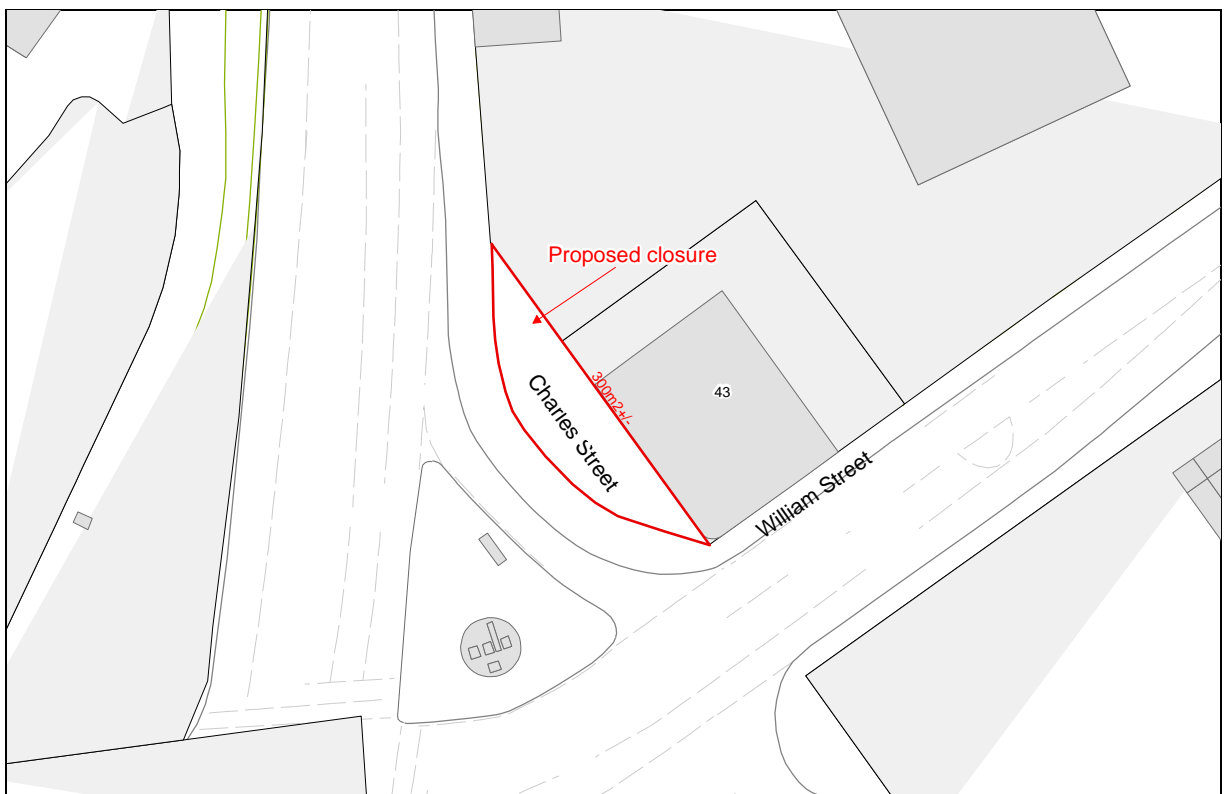 Proposed closure
300m2+/-
43
Charles Street
William Street